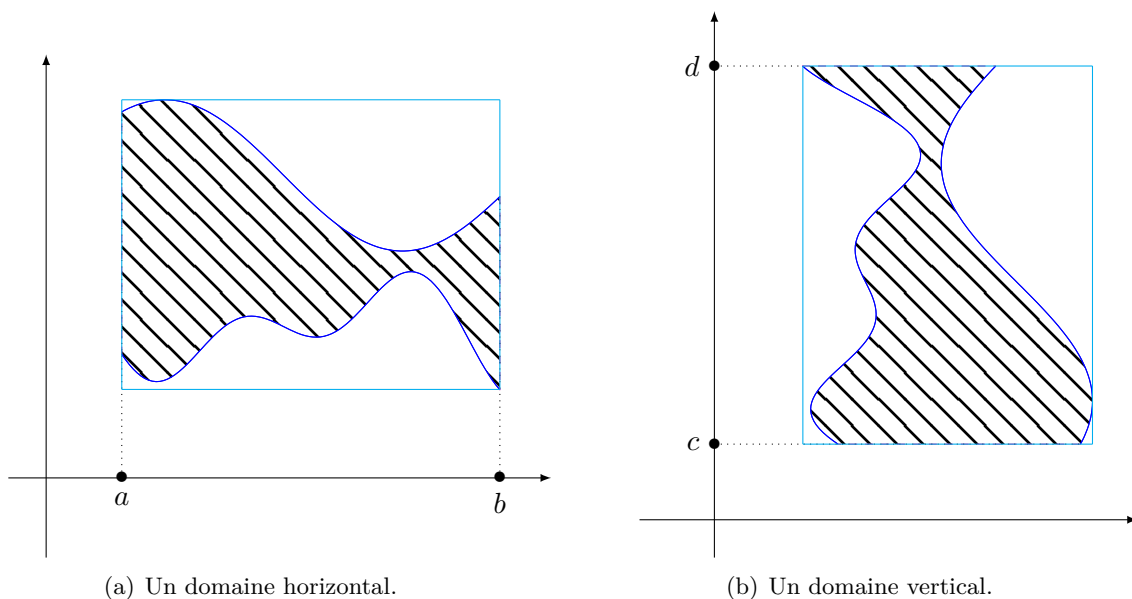 a
b
(a) Un domaine horizontal.
d
c
(b) Un domaine vertical.